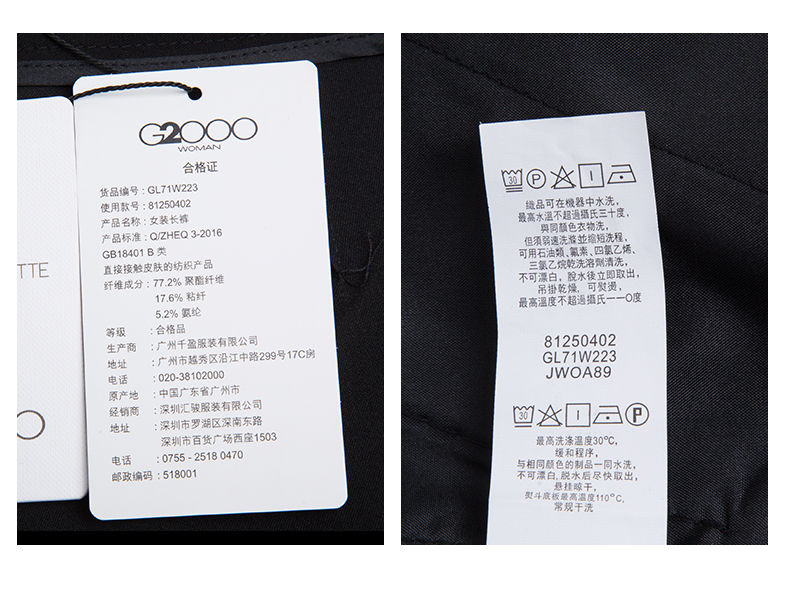 TTE
G2000
WOMAN
合格证
货品编号 : GL71W223
使用款号 : 81250402
产品名称 : 女装长裤
产品标准 : Q/ZHEQ 3-2016
GB18401 B 类
直接接触皮肤的纺织产品
纤维成分 : 77.2% 聚酯纤维
17.6% 粘纤
5.2% 氨纶
等级 : 合格品
生产商 : 广州千盈服装有限公司
地址 : 广州市越秀区沿江中路299号17C房
电话 : 020-38102000
原产地 : 中国广东省广州市
经销商 : 深圳汇骏服装有限公司
地址 : 深圳市罗湖区深南东路
深圳市百货广场西座1503
电话 : 0755 - 2518 0470
邮政编码 : 518001
30 P
織品可在機器中水洗,
最高水溫不超過攝氏三十度,
與同顏色衣物洗,
但須弱速洗滌並縮短洗程,
可用石油類、氟素、四氯乙烯、
三氯乙烷乾洗溶劑清洗,
不可漂白, 脫水後立即取出,
吊掛乾燥, 可熨燙,
最高溫度不超過攝氏一一〇度
81250402
GL71W223
JWOA89
30 P
最高洗涤温度30℃,
缓和程序,
与相同颜色的制品一同水洗,
不可漂白,脱水后尽快取出,
悬挂晾干,
熨斗底板最高温度110℃,
常规干洗